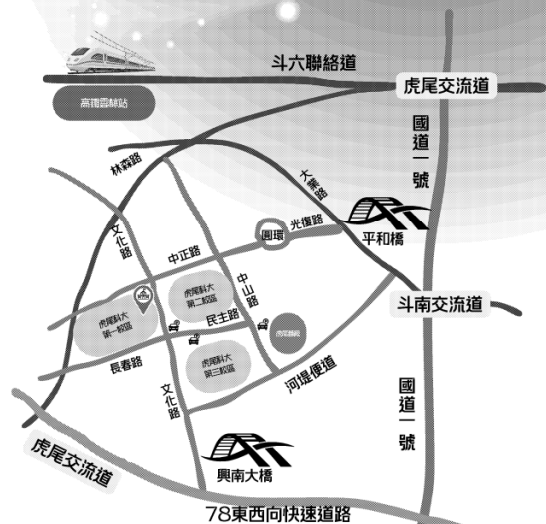 斗六聯絡道
虎尾交流道
高鐵雲林站
國道一號
林森路
大業路
文化路
圓環
光復路
平和橋
中正路
中山路
虎尾科大
第二校區
虎尾科大
第一校區
民主路
斗南交流道
長春路
虎尾科大
第三校區
文化路
河堤便道
國道一號
虎尾交流道
興南大橋
78東西向快速道路